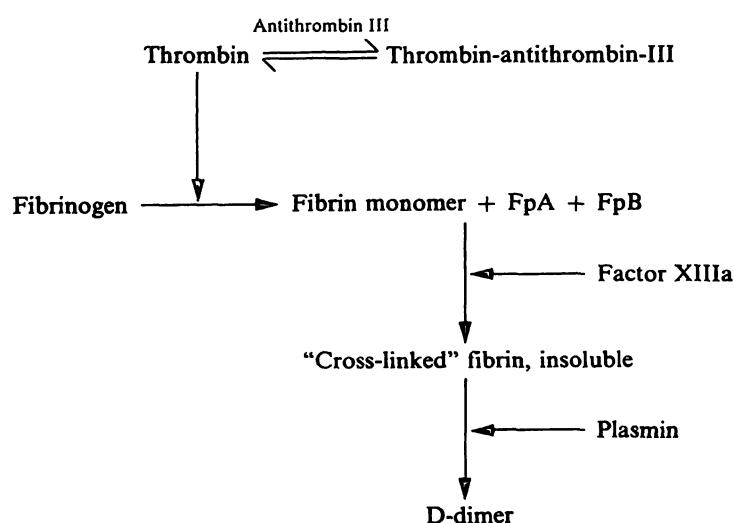 Antithrombin III
Thrombin Thrombin-antithrombin-III
Fibrinogen Fibrin monomer + FpA + FpB
Factor XIIIa
“Cross-linked” fibrin, insoluble
Plasmin
D-dimer